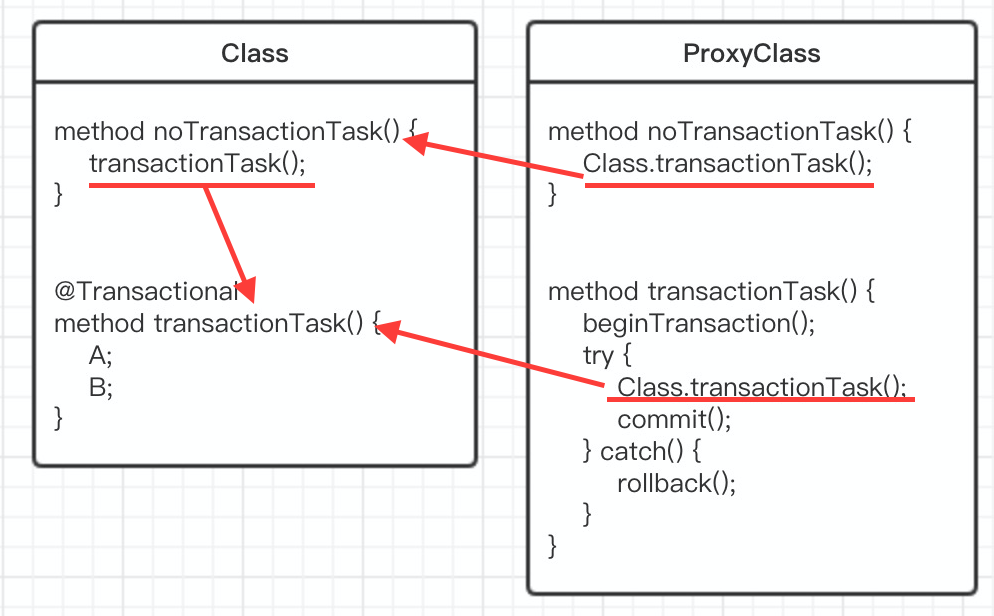 Class
method noTransactionTask() {
transactionTask();
}
@Transactional
method transactionTask() {
A;
B;
}
ProxyClass
method noTransactionTask() {
Class.transactionTask();
}
method transactionTask() {
beginTransaction();
try {
Class.transactionTask();
commit();
} catch() {
rollback();
}
}